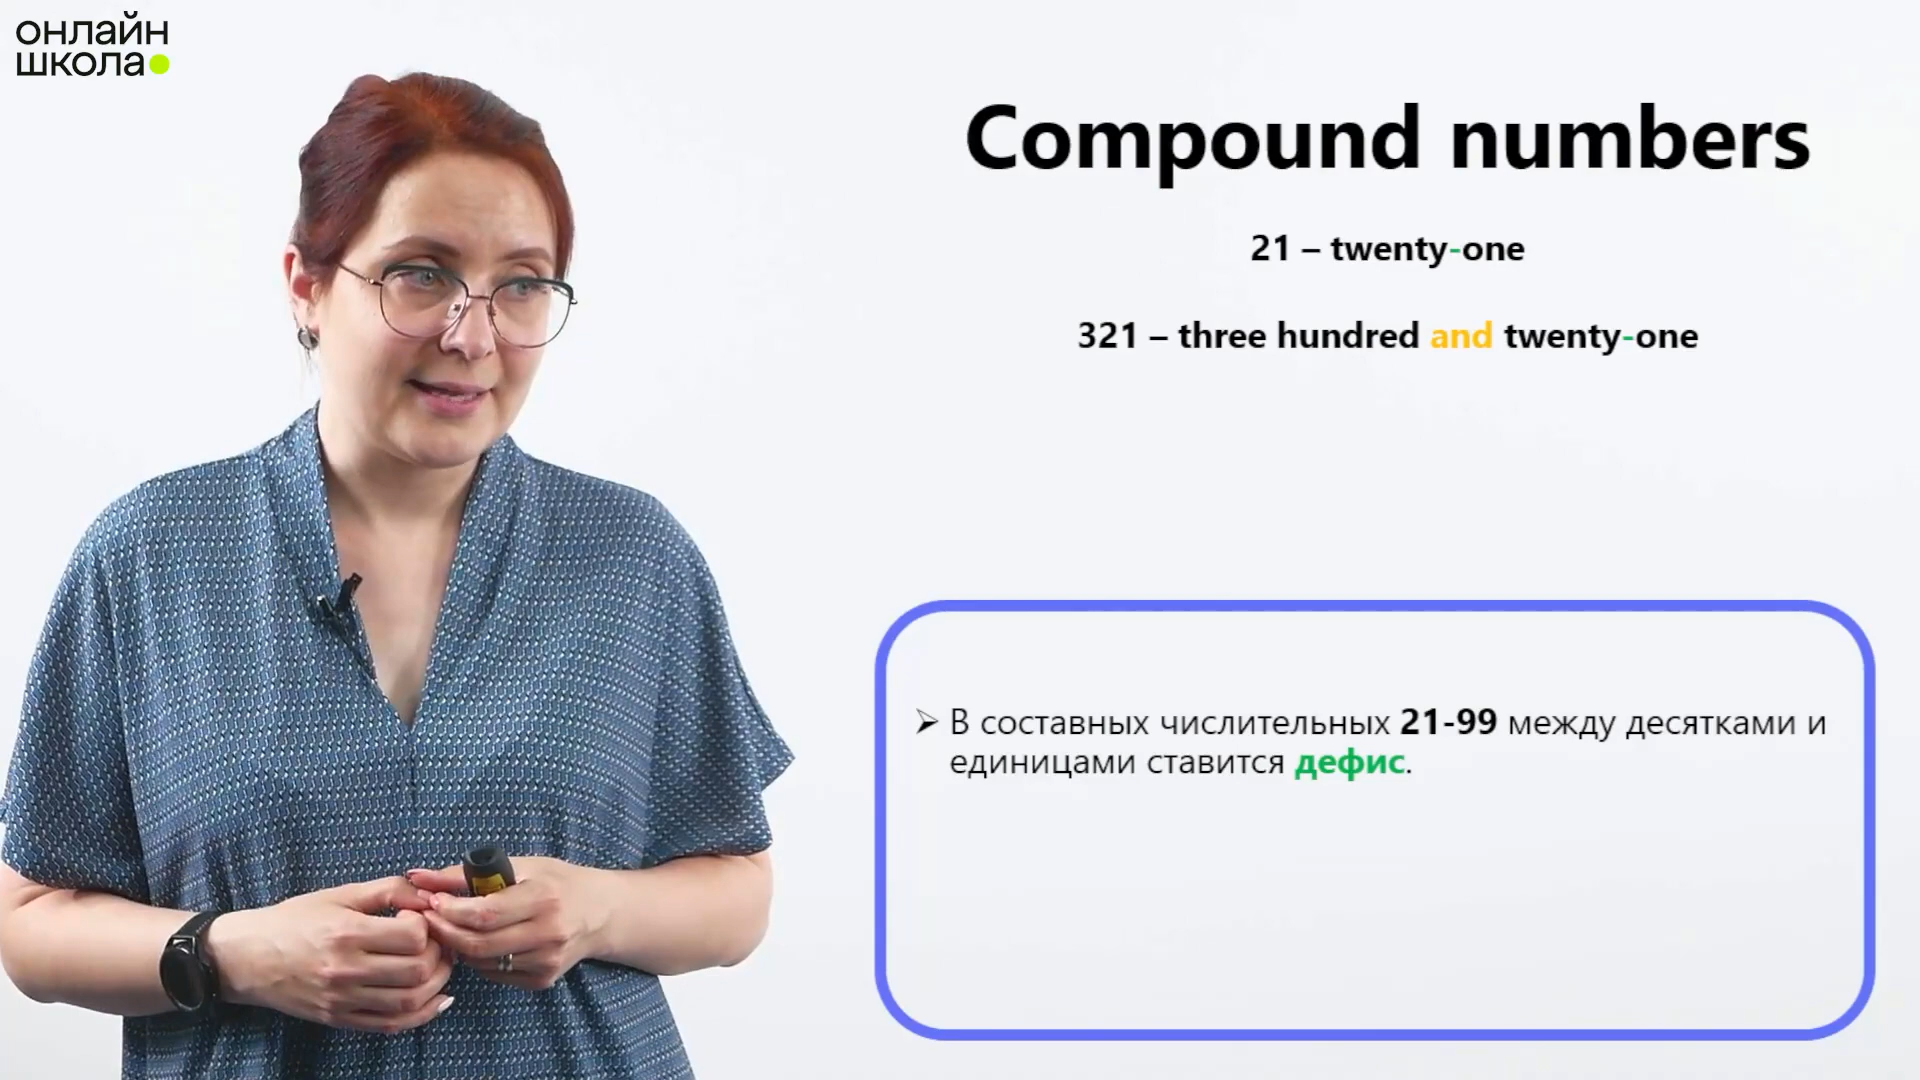 онлайн
школа
Compound numbers
21 – twenty-one
321 – three hundred and twenty-one
➢ В составных числительных 21-99 между десятками и
единицами ставится дефис.